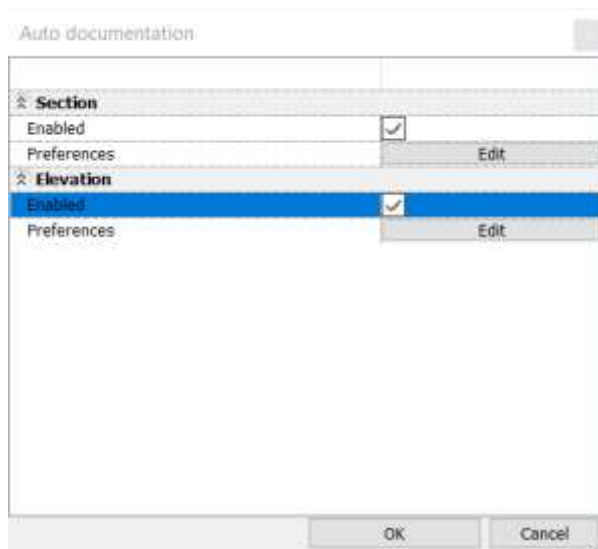 Auto documentation
Section
Enabled
Preferences Edit
Elevation
Enabled
Preferences Edit
OK Cancel